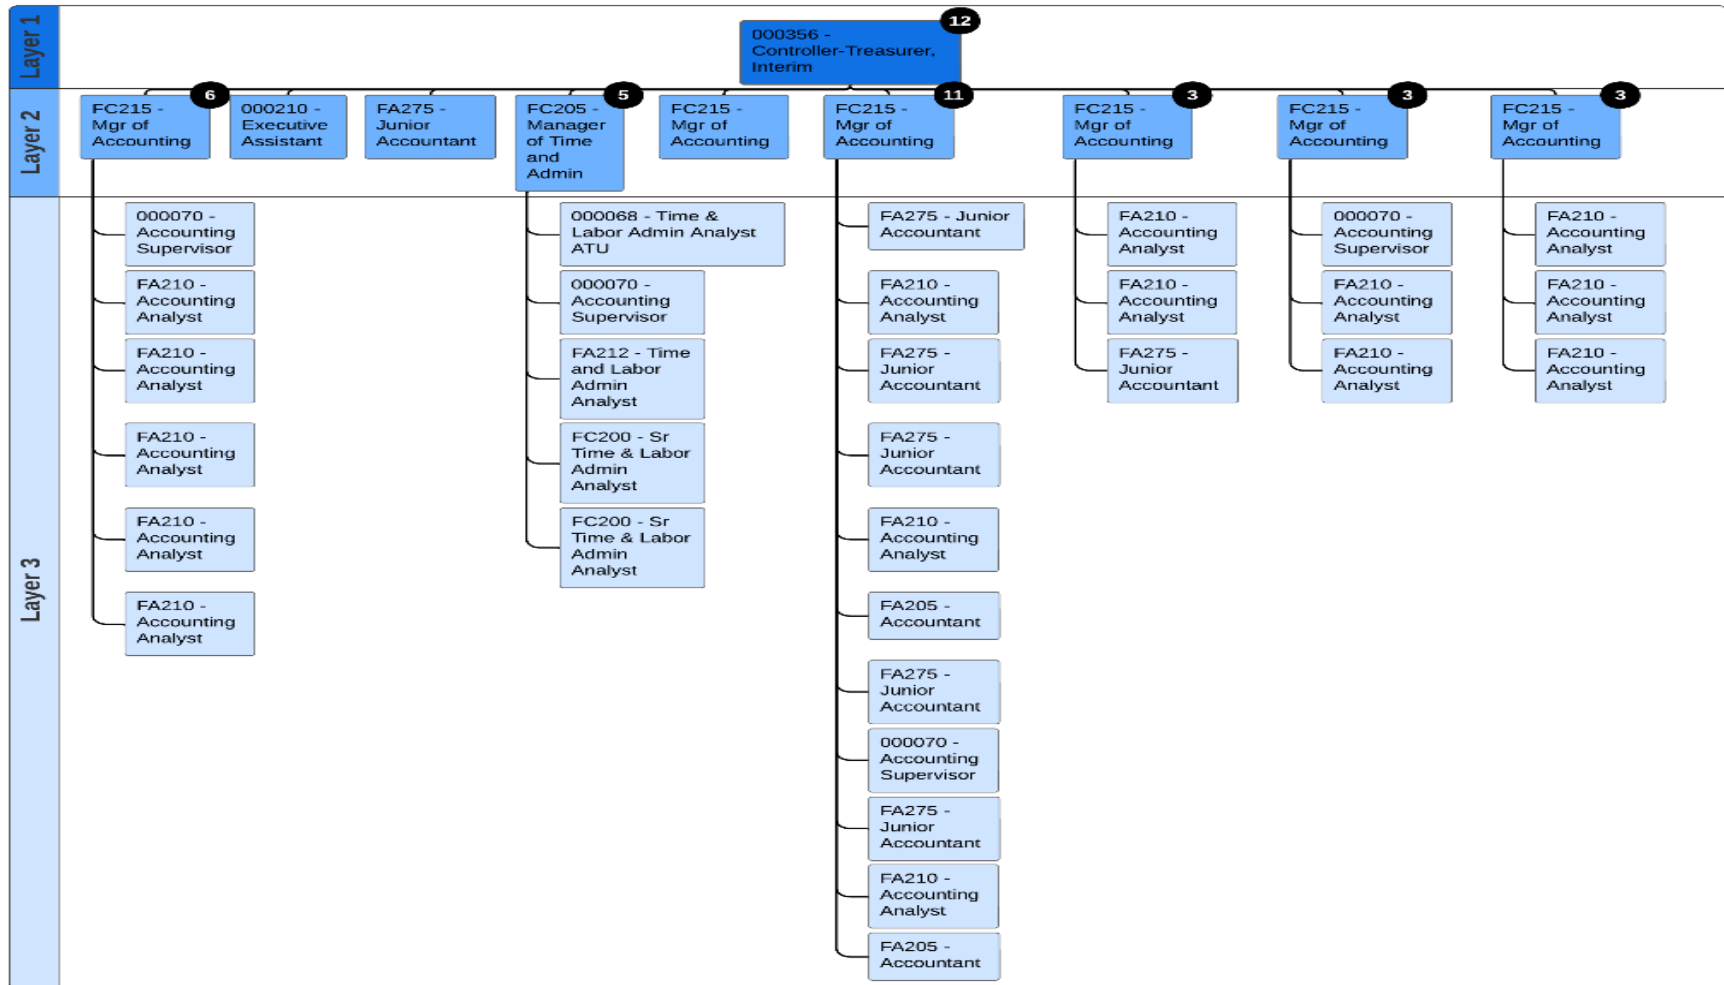 Layer 1
12
000356 -
Controller-Treasurer,
Interim
Layer 2
6
FC215 -
Mgr of
Accounting
000210 -
Executive
Assistant
FA275 -
Junior
Accountant
5
FC205 -
Manager
of Time
and
Admin
FC215 -
Mgr of
Accounting
11
FC215 -
Mgr of
Accounting
3
FC215 -
Mgr of
Accounting
3
FC215 -
Mgr of
Accounting
3
FC215 -
Mgr of
Accounting
Layer 3
000070 -
Accounting
Supervisor
FA210 -
Accounting
Analyst
FA210 -
Accounting
Analyst
FA210 -
Accounting
Analyst
FA210 -
Accounting
Analyst
FA210 -
Accounting
Analyst
000068 - Time &
Labor Admin Analyst
ATU
000070 -
Accounting
Supervisor
FA212 - Time
and Labor
Admin
Analyst
FC200 - Sr
Time & Labor
Admin
Analyst
FC200 - Sr
Time & Labor
Admin
Analyst
FA275 - Junior
Accountant
FA210 -
Accounting
Analyst
FA275 -
Junior
Accountant
FA275 -
Junior
Accountant
FA210 -
Accounting
Analyst
FA205 -
Accountant
FA275 -
Junior
Accountant
000070 -
Accounting
Supervisor
FA275 -
Junior
Accountant
FA210 -
Accounting
Analyst
FA205 -
Accountant
FA210 -
Accounting
Analyst
FA210 -
Accounting
Analyst
FA275 -
Junior
Accountant
000070 -
Accounting
Supervisor
FA210 -
Accounting
Analyst
FA210 -
Accounting
Analyst
FA210 -
Accounting
Analyst
FA210 -
Accounting
Analyst
FA210 -
Accounting
Analyst